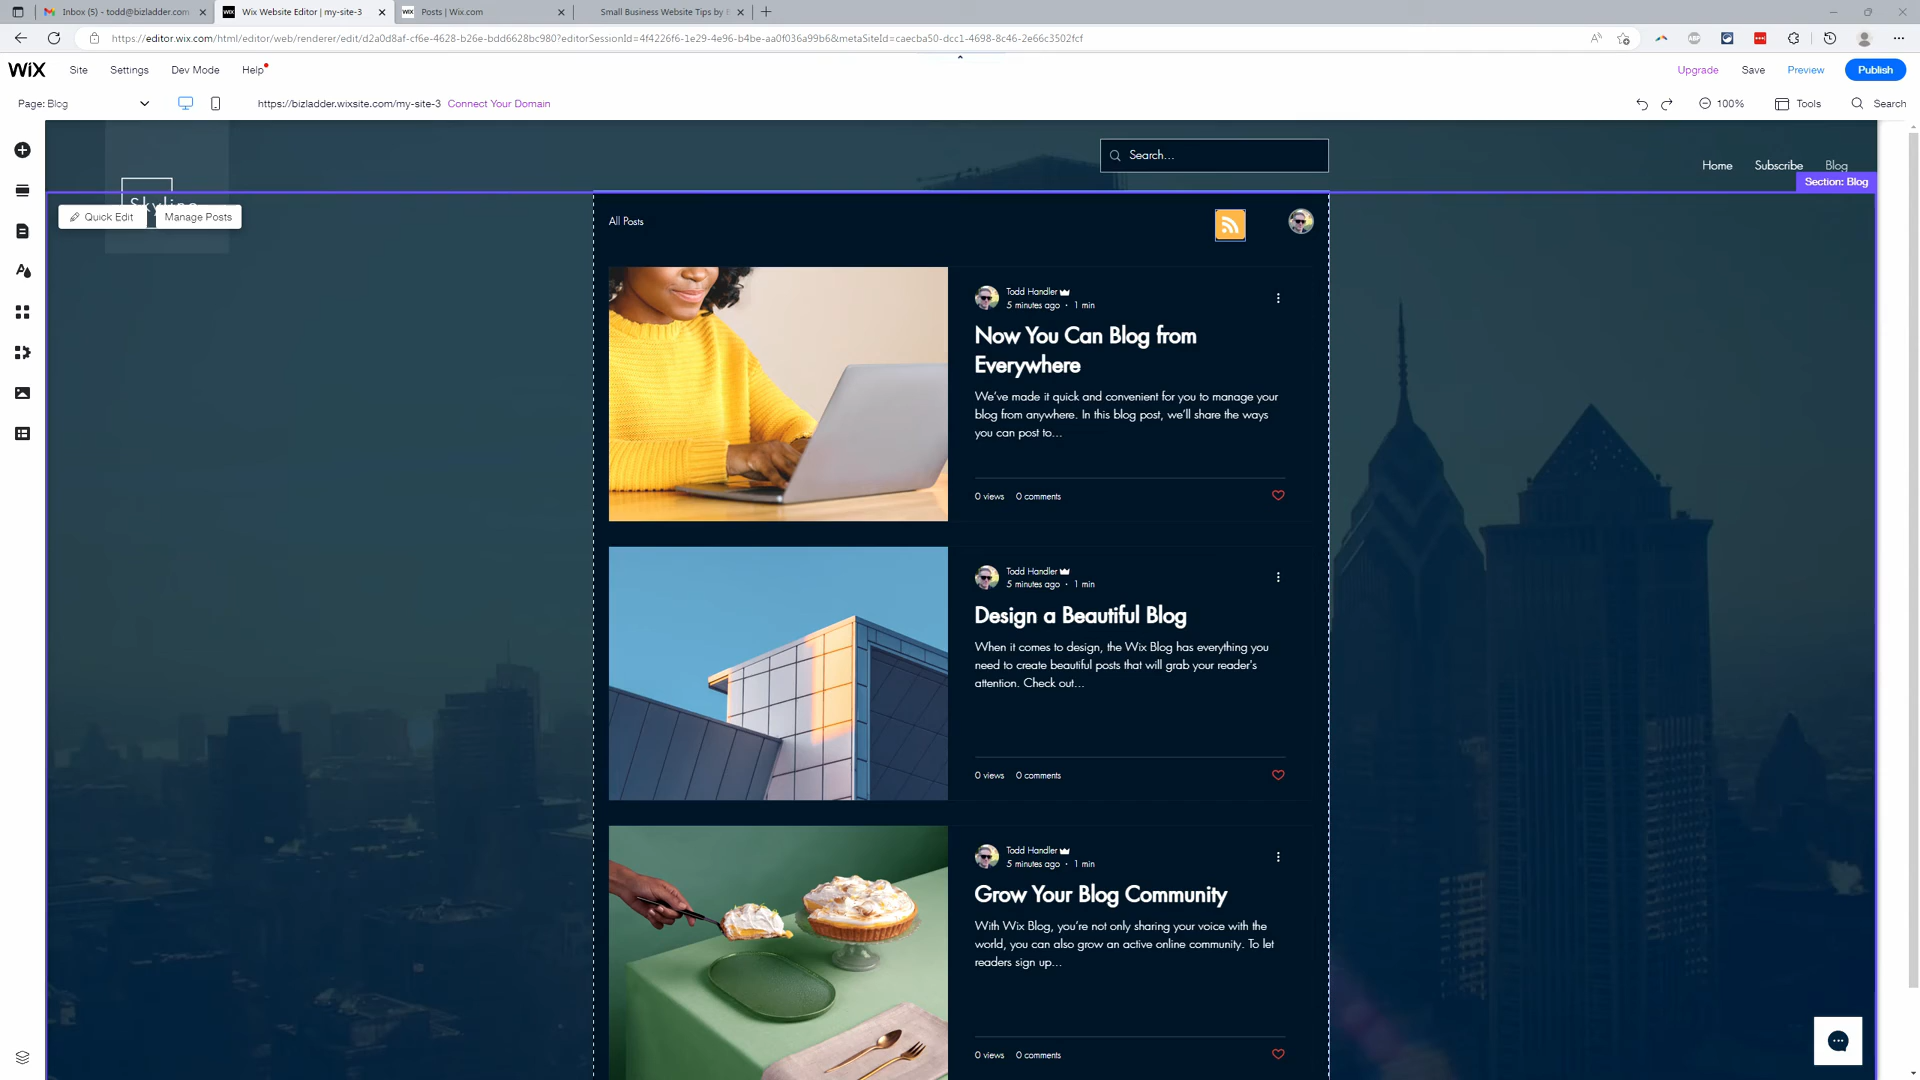 Inbox (5) - todd@bizladder.com
Wix Website Editor | my-site-3
WIX Posts | Wix.com
Small Business Website Tips by
https://editor.wix.com/html/editor/web/renderer/edit/d2a0d8af-cf6e-4628-b26e-bdd6628bc980?editorSessionId=4f4226f6-1e29-4e96-b4be-aa0f036a99b6&metaSiteId=caecba50-dcc1-4698-8c46-2e66c3502fcf
WIX Site Settings Dev Mode Help
Upgrade Save Preview Publish
Page: Blog
https://bizladder.wixsite.com/my-site-3 Connect Your Domain
100% Tools Search
Search...
Home Subscribe Blog
Section: Blog
Skyline
Quick Edit Manage Posts
All Posts
Todd Handler
5 minutes ago · 1 min
Now You Can Blog from
Everywhere
We've made it quick and convenient for you to manage your
blog from anywhere. In this blog post, we'll share the ways
you can post to...
0 views 0 comments
Todd Handler
5 minutes ago · 1 min
Design a Beautiful Blog
When it comes to design, the Wix Blog has everything you
need to create beautiful posts that will grab your reader's
attention. Check out...
0 views 0 comments
Todd Handler
5 minutes ago · 1 min
Grow Your Blog Community
With Wix Blog, you're not only sharing your voice with the
world, you can also grow an active online community. To let
readers sign up...
0 views 0 comments